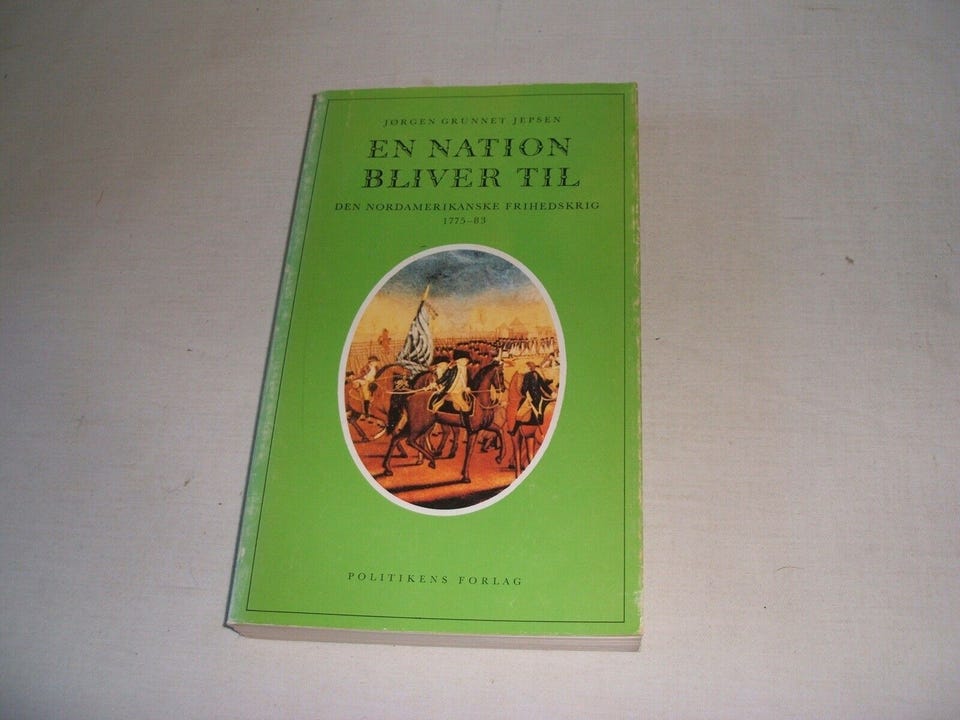 JØRGEN GRUNNET JEPSEN
EN NATION
BLIVER TIL
DEN NORDAMERIKANSKE FRIHEDSKRIG
1775–83
POLITIKENS FORLAG